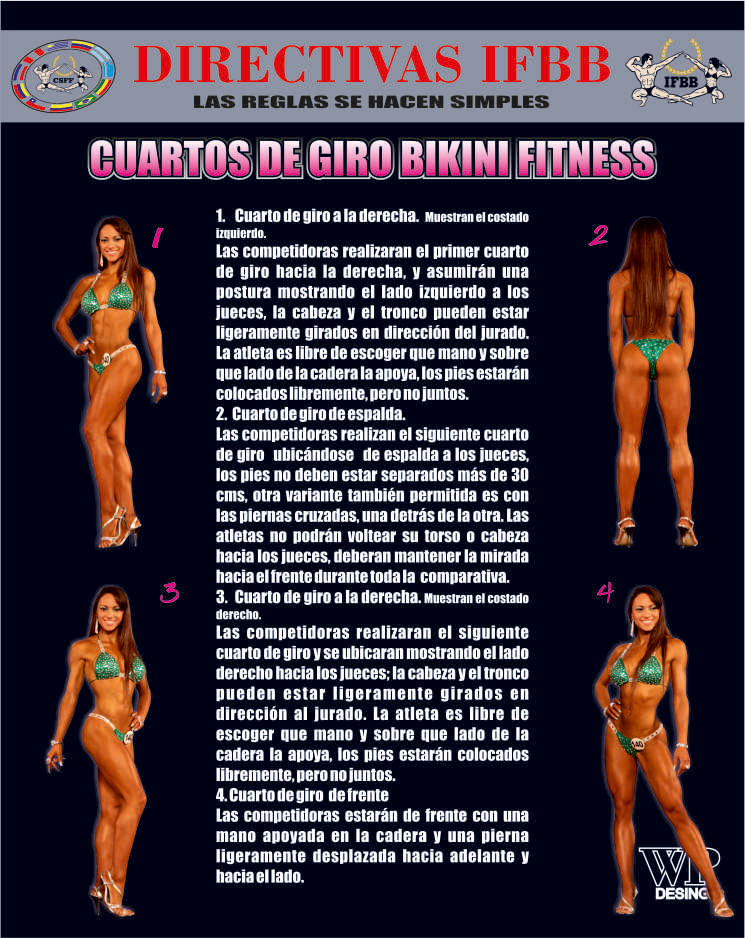 CSFF
DIRECTIVAS IFBB
IFBB
LAS REGLAS SE HACEN SIMPLES
CUARTOS DE GIRO BIKINI FITNESS
1
2
1. Cuarto de giro a la derecha. Muestran el costado
izquierdo.
Las competidoras realizaran el primer cuarto
de giro hacia la derecha, y asumirán una
postura mostrando el lado izquierdo a los
jueces, la cabeza y el tronco pueden estar
ligeramente girados en dirección del jurado.
La atleta es libre de escoger que mano y sobre
que lado de la cadera la apoya, los pies estarán
colocados libremente, pero no juntos.
2. Cuarto de giro de espalda.
Las competidoras realizan el siguiente cuarto
de giro ubicándose de espalda a los jueces,
los pies no deben estar separados más de 30
cms, otra variante también permitida es con
las piernas cruzadas, una detrás de la otra. Las
atletas no podrán voltear su torso o cabeza
hacia los jueces, deberan mantener la mirada
hacia el frente durante toda la comparativa.
3
4
3. Cuarto de giro a la derecha. Muestran el costado
derecho.
Las competidoras realizaran el siguiente
cuarto de giro y se ubicaran mostrando el lado
derecho hacia los jueces; la cabeza y el tronco
pueden estar ligeramente girados en
dirección al jurado. La atleta es libre de
escoger que mano y sobre que lado de la
cadera la apoya, los pies estarán colocados
libremente, pero no juntos.
4. Cuarto de giro de frente
Las competidoras estarán de frente con una
mano apoyada en la cadera y una pierna
ligeramente desplazada hacia adelante y
hacia el lado.
140
WP
DESING